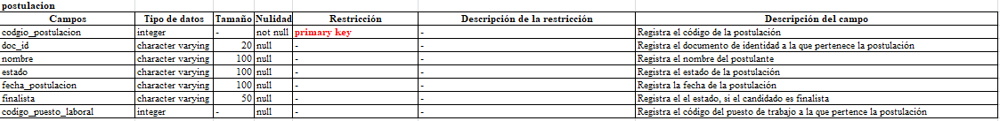 postulacion
Campos Tipo de datos Tamaño Nulidad Restricción Descripción de la restricción Descripción del campo
codgio_postulacion integer - not null primary key - Registra el código de la postulación
doc_id character varying 20 null - - Registra el documento de identidad a la que pertenece la postulación
nombre character varying 100 null - - Registra el nombre del postulante
estado character varying 100 null - - Registra el estado de la postulación
fecha_postulacion character varying 100 null - - Registra la fecha de la postulación
finalista character varying 50 null - - Registra el el estado, si el candidado es finalista
codigo_puesto_laboral integer - null - - Registra el código del puesto de trabajo a la que pertence la postulación